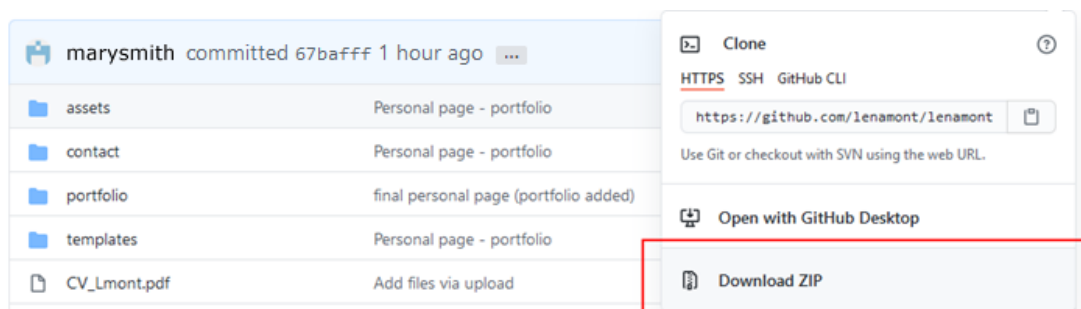 marysmith committed 67bafff 1 hour ago ...
assets Personal page - portfolio
contact Personal page - portfolio
portfolio final personal page (portfolio added)
templates Personal page - portfolio
CV_Lmont.pdf Add files via upload
Clone ?
HTTPS SSH GitHub CLI
https://github.com/lenamont/lenamont
Use Git or checkout with SVN using the web URL.
Open with GitHub Desktop
Download ZIP